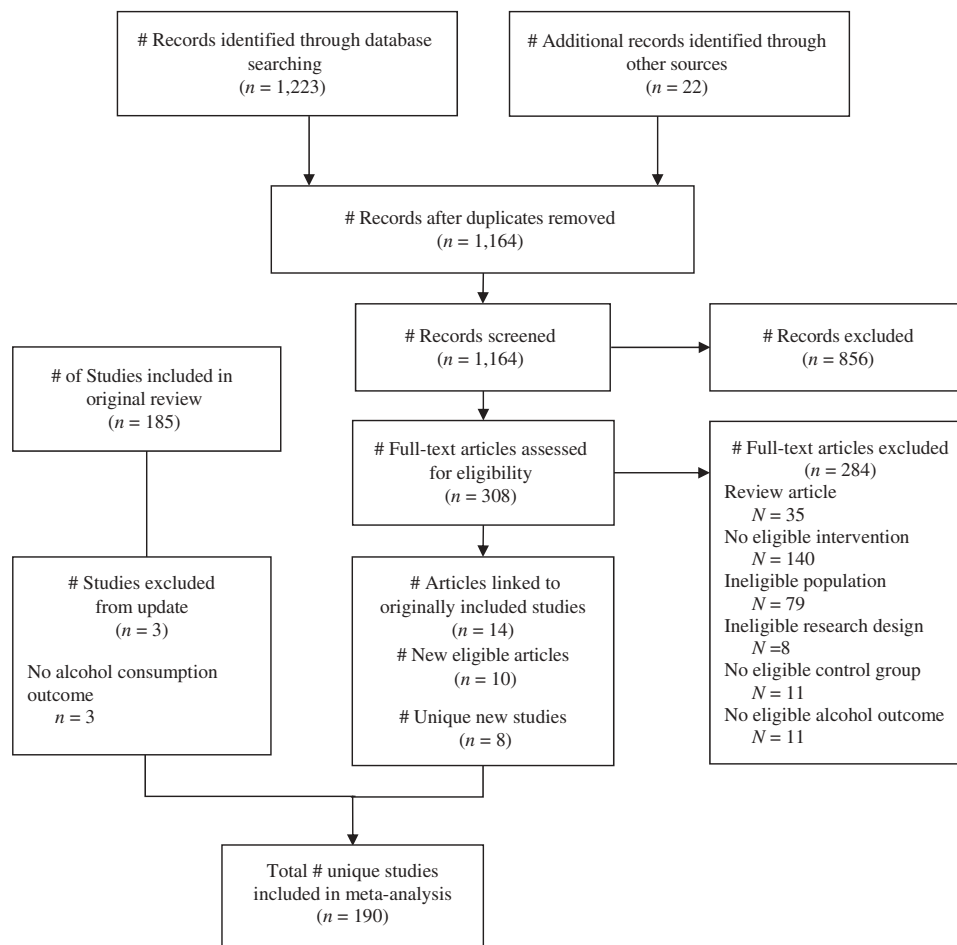 # Records identified through database
searching
(n = 1,223)
# Additional records identified through
other sources
(n = 22)
# Records after duplicates removed
(n = 1,164)
# Records screened
(n = 1,164)
# Records excluded
(n = 856)
# of Studies included in
original review
(n = 185)
# Full-text articles assessed
for eligibility
(n = 308)
# Full-text articles excluded
(n = 284)
Review article
N = 35
No eligible intervention
N = 140
Ineligible population
N = 79
Ineligible research design
N =8
No eligible control group
N = 11
No eligible alcohol outcome
N = 11
# Studies excluded
from update
(n = 3)
No alcohol consumption
outcome
n = 3
# Articles linked to
originally included studies
(n = 14)
# New eligible articles
(n = 10)
# Unique new studies
(n = 8)
Total # unique studies
included in meta-analysis
(n = 190)